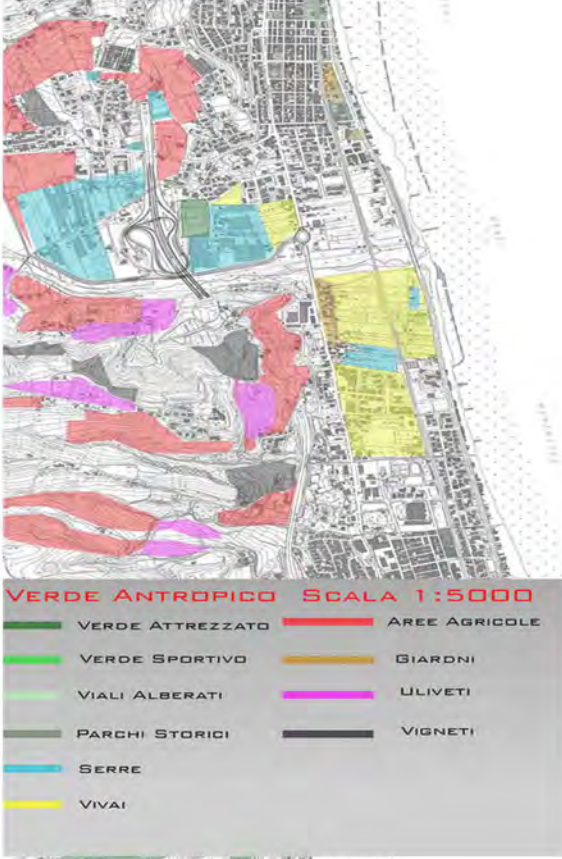 VERDE ANTROPICO SCALA 1:5000
VERDE ATTREZZATO
VERDE SPORTIVO
VIALI ALBERATI
PARCHI STORICI
SERRE
VIVAI
AREE AGRICOLE
GIARDNI
ULIVETI
VIGNETI